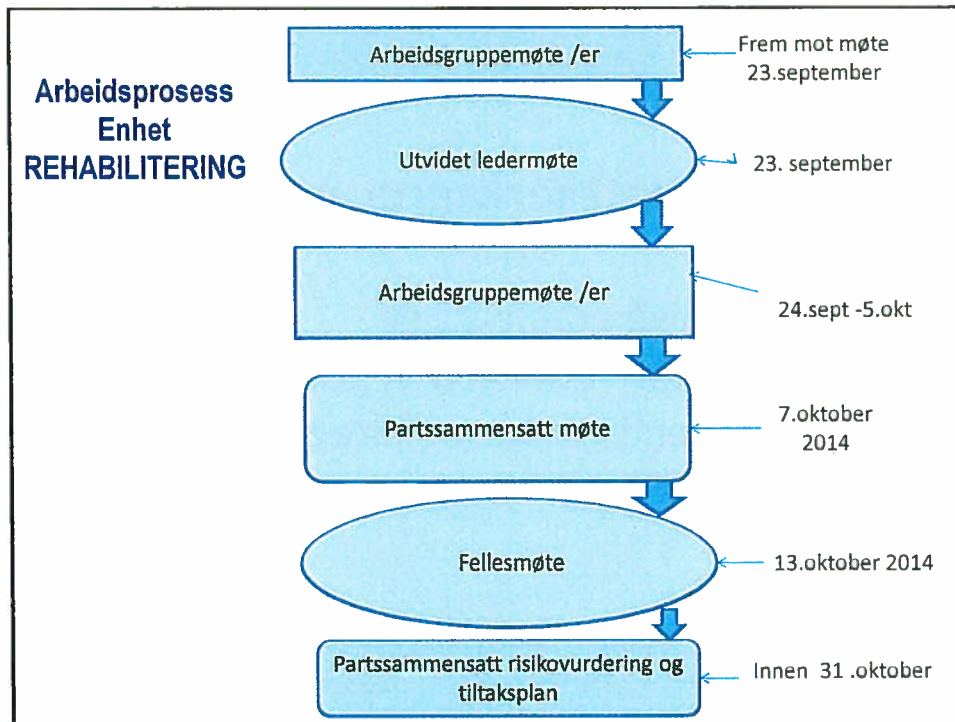 Arbeidsprosess
Enhet
REHABILITERING
Arbeidsgruppemøte /er
Frem mot møte
23.september
Utvidet ledermøte
23. september
Arbeidsgruppemøte /er
24.sept -5.okt
Partssammensatt møte
7.oktober
2014
Fellesmøte
13.oktober 2014
Partssammensatt risikovurdering og
tiltaksplan
Innen 31 .oktober